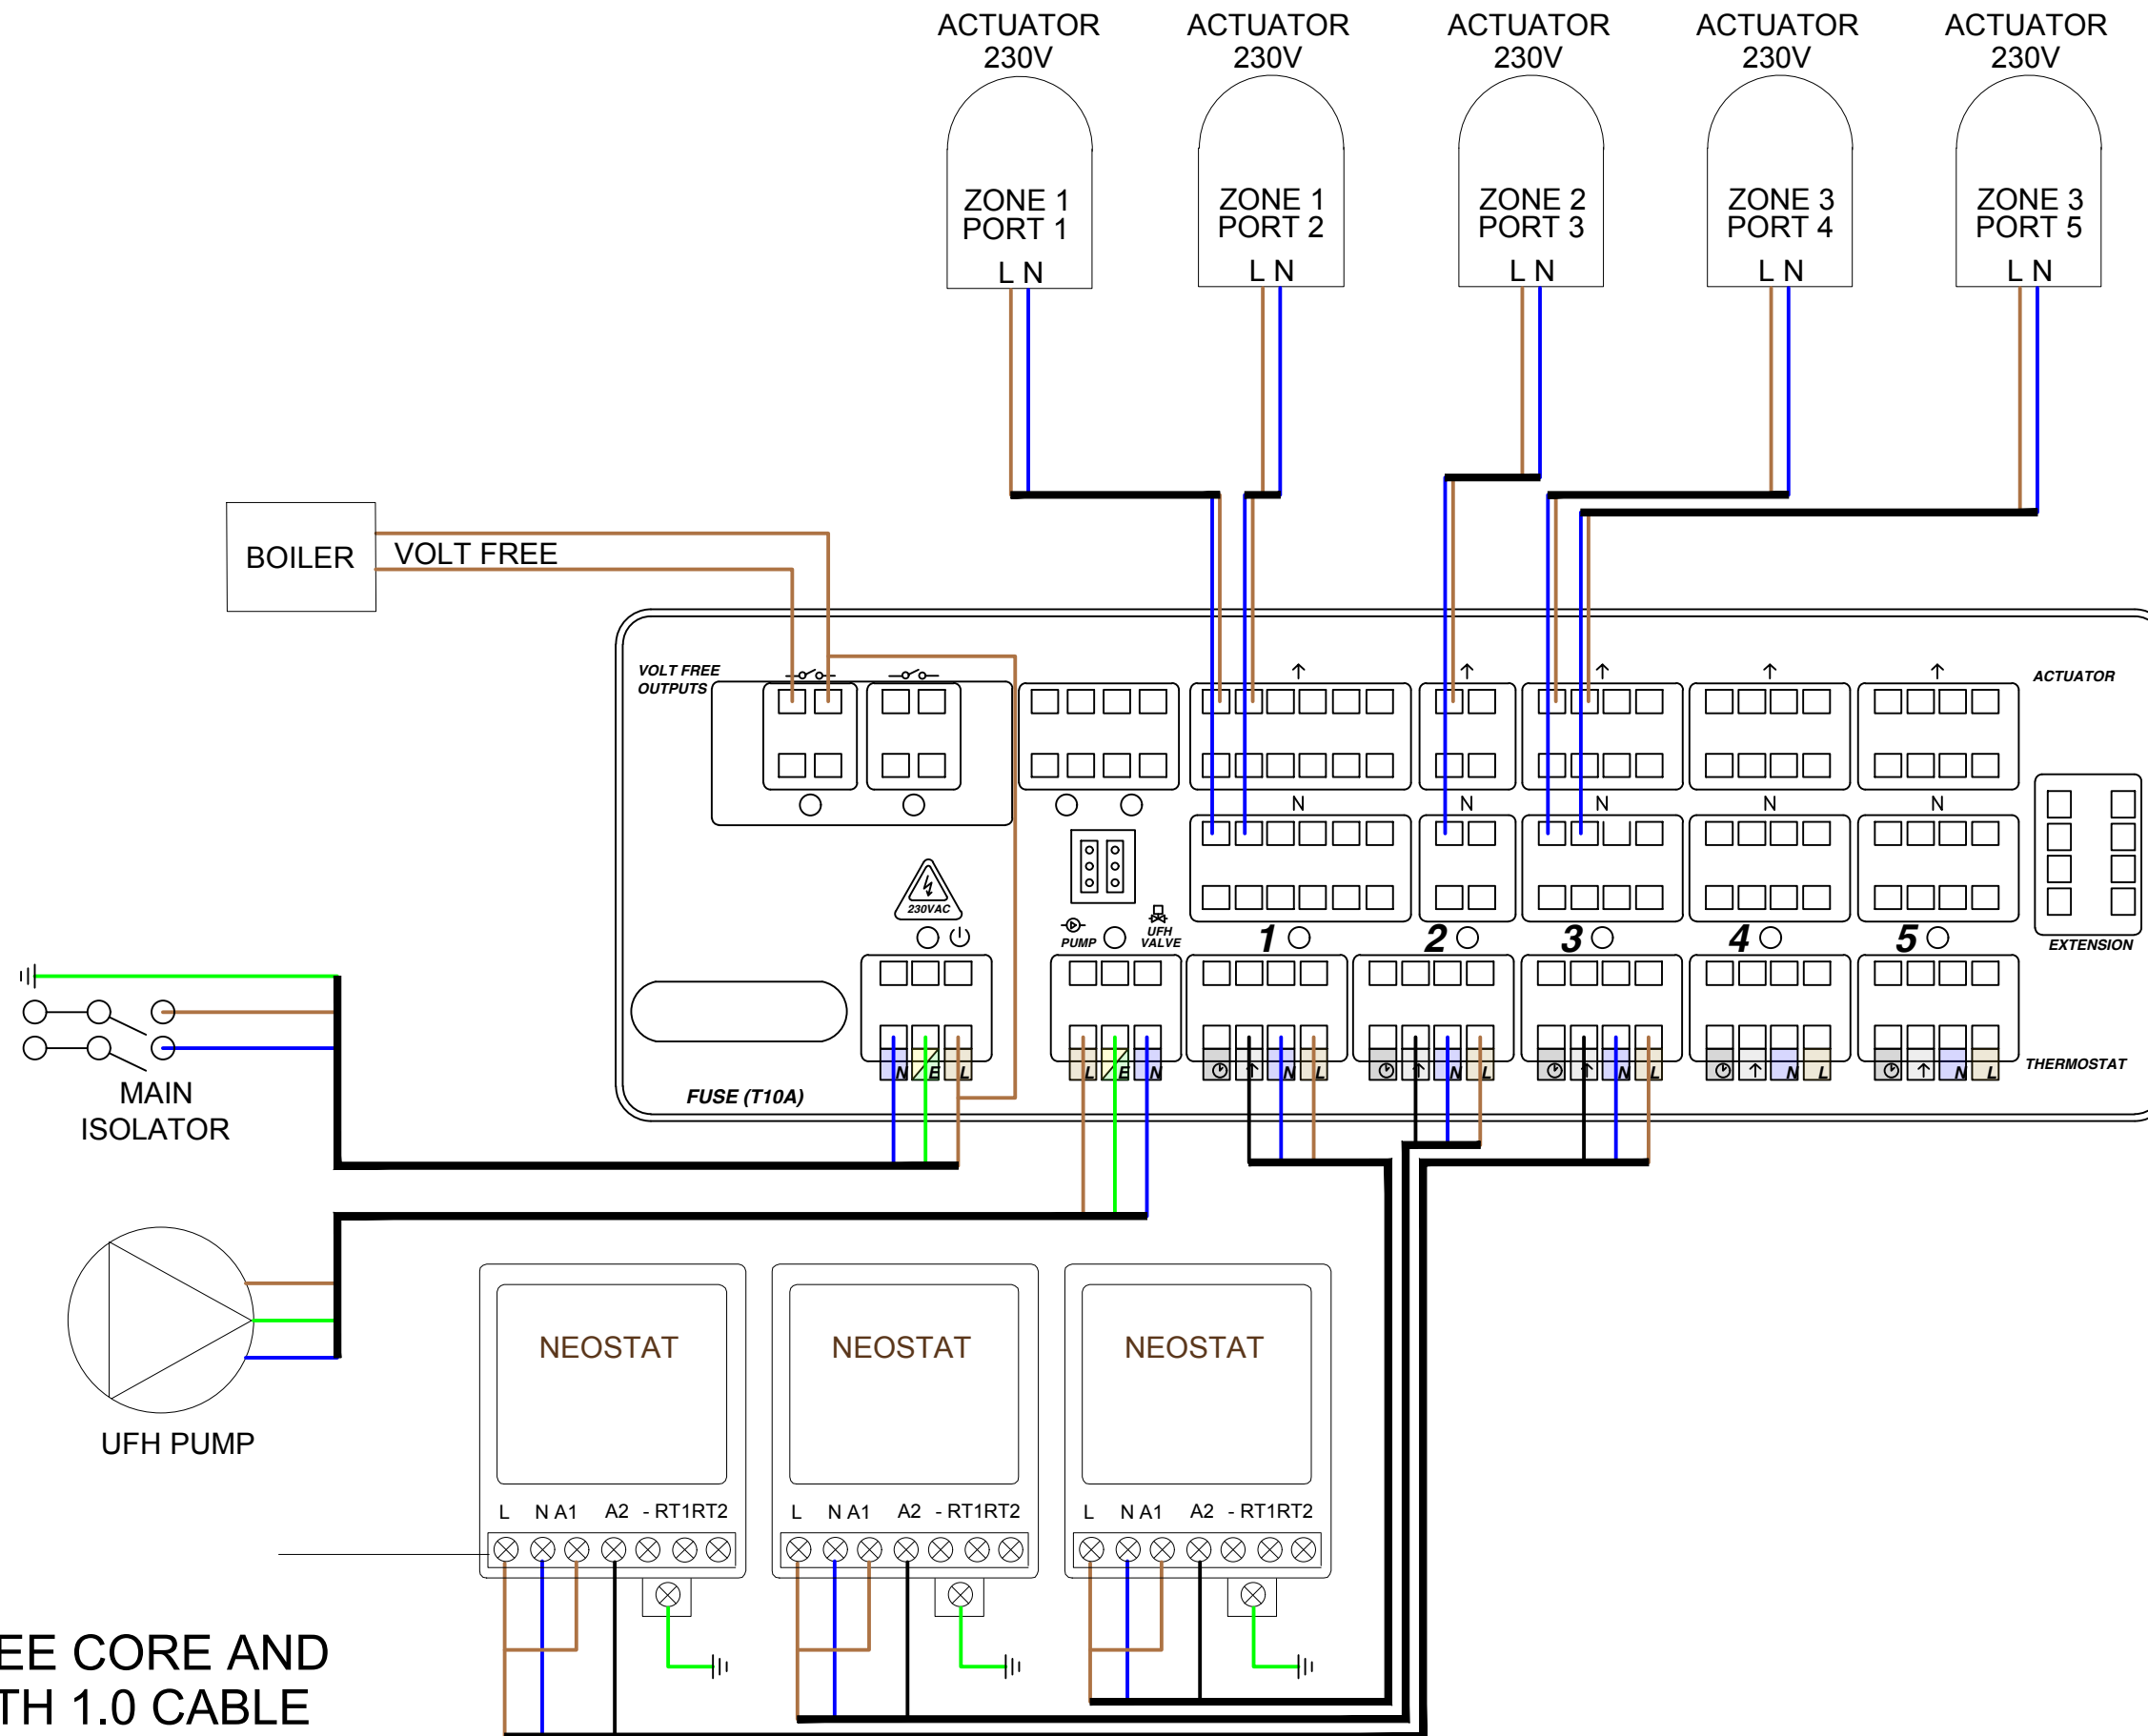 ACTUATOR ACTUATOR ACTUATOR ACTUATOR ACTUATOR
230V 230V 230V 230V 230V
ZONE 1 ZONE 1 ZONE 2 ZONE 3 ZONE 3
PORT 1 PORT 2 PORT 3 PORT 4 PORT 5
L N L N L N L N L N
BOILER VOLT FREE
VOLT FREE
OUTPUTS
ACTUATOR
N N N N N
230VAC
PUMP
UFH
VALVE
1 2 3 4 5
EXTENSION
N E L L E N N L N L N L N L N L
THERMOSTAT
FUSE (T10A)
MAIN
ISOLATOR
UFH PUMP
NEOSTAT NEOSTAT NEOSTAT
L N A1 A2 - RT1RT2 L N A1 A2 - RT1RT2 L N A1 A2 - RT1RT2
EE CORE AND
TH 1.0 CABLE